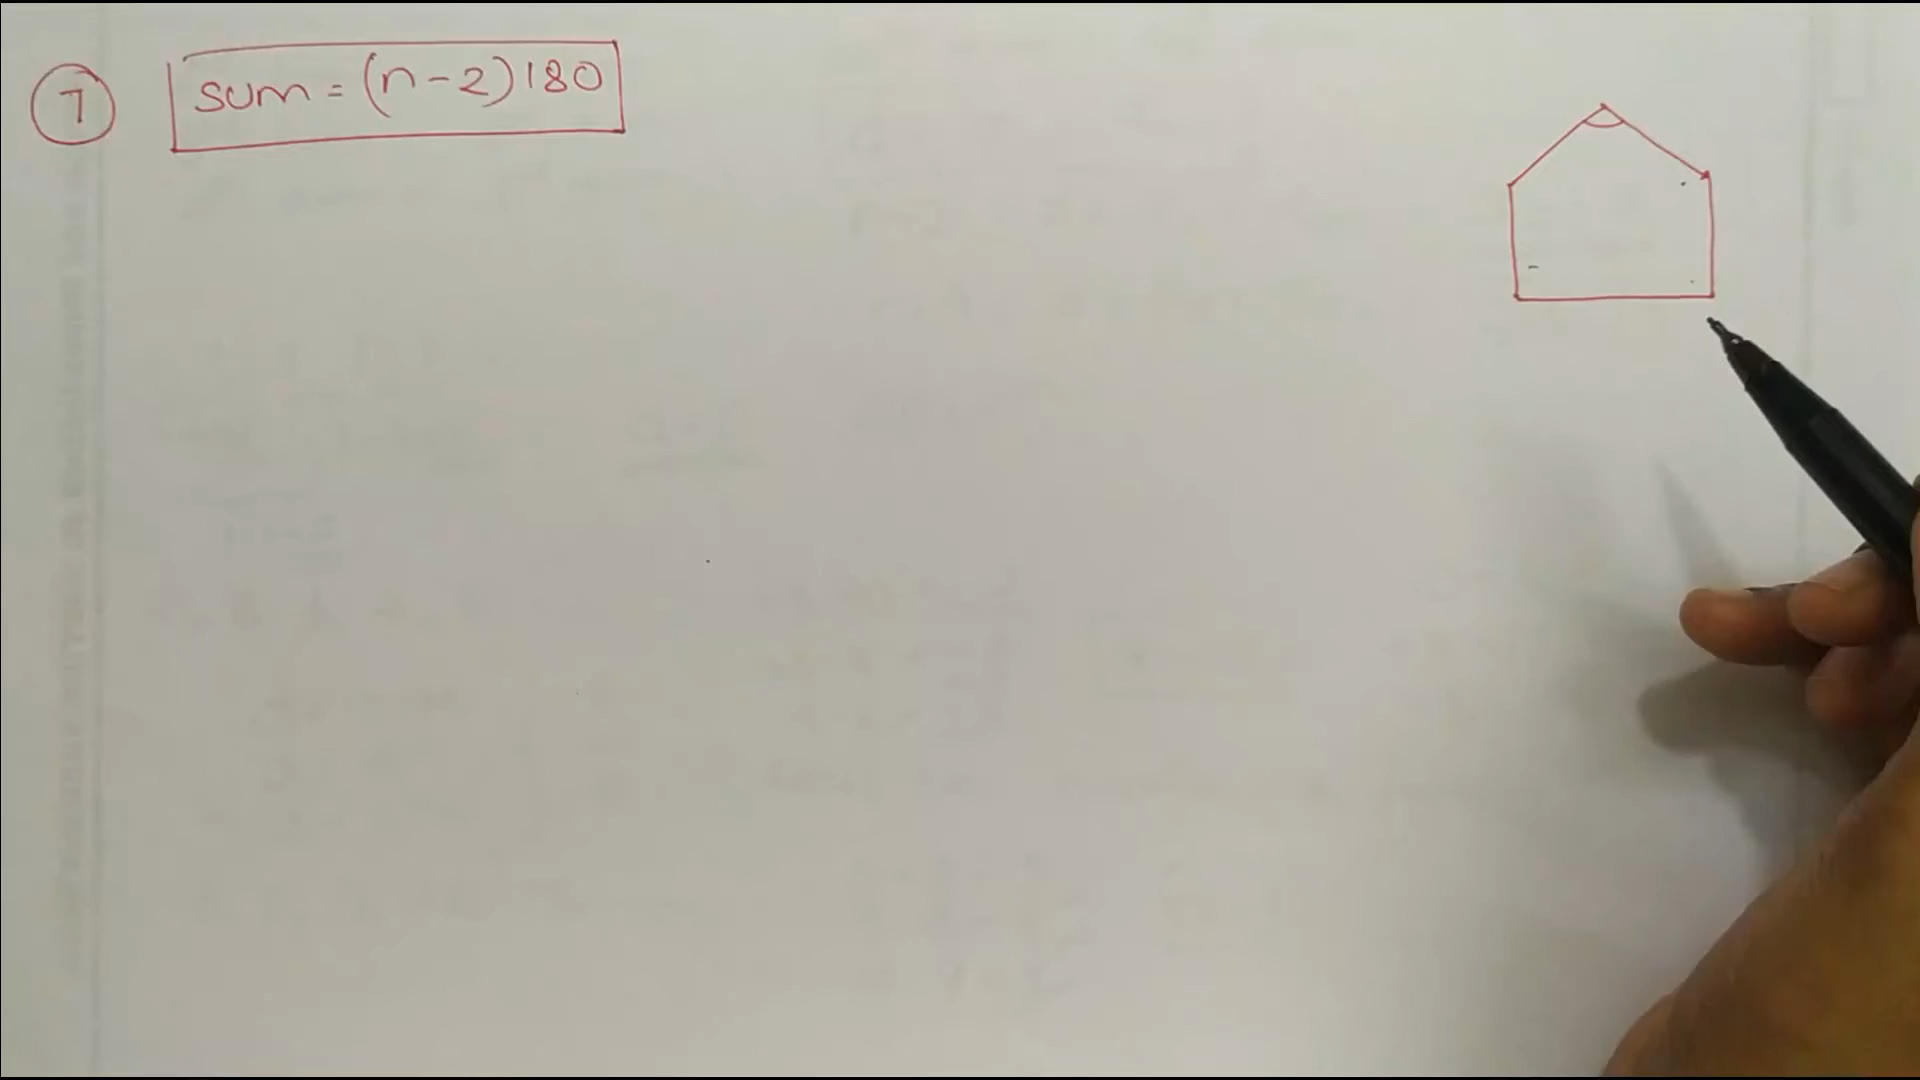 7 sum = (n-2)180